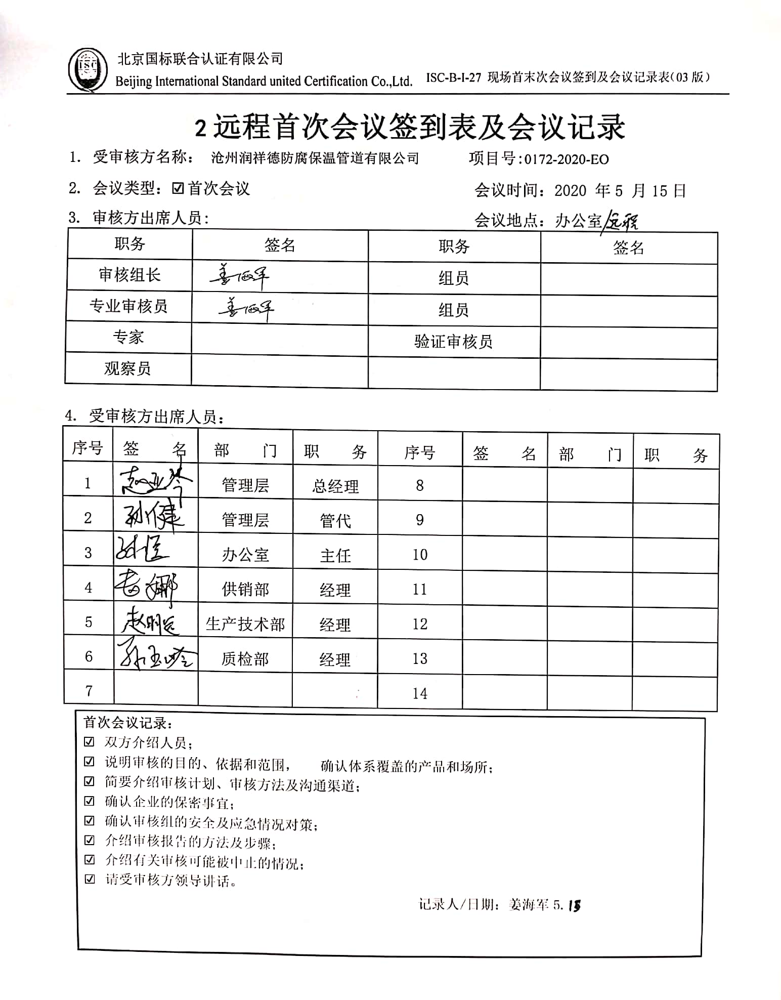 ISC
北京国标联合认证有限公司
Beijing International Standard united Certification Co.,Ltd. ISC-B-I-27 现场首末次会议签到及会议记录表(03 版)
2 远程首次会议签到表及会议记录
1. 受审核方名称： 沧州润祥德防腐保温管道有限公司 项目号:0172-2020-EO
2. 会议类型：☑首次会议 会议时间：2020 年 5 月 15 日
3. 审核方出席人员： 会议地点：办公室/远程
职务 签名 职务 签名
审核组长 姜海军 组员
专业审核员 姜海军 组员
专家 验证审核员
观察员
4. 受审核方出席人员：
序号 签 名 部 门 职 务 序号 签 名 部 门 职 务
1 赵亚琴 管理层 总经理 8
2 孙健 管理层 管代 9
3 办公室 主任 10
4 供销部 经理 11
5 生产技术部 经理 12
6 质检部 经理 13
7 14
首次会议记录：
☑ 双方介绍人员；
☑ 说明审核的目的、依据和范围， 确认体系覆盖的产品和场所；
☑ 简要介绍审核计划、审核方法及沟通渠道；
☑ 确认企业的保密事宜；
☑ 确认审核组的安全及应急情况对策；
☑ 介绍审核报告的方法及步骤；
☑ 介绍有关审核可能被中止的情况；
☑ 请受审核方领导讲话。
记录人/日期：姜海军 5.15